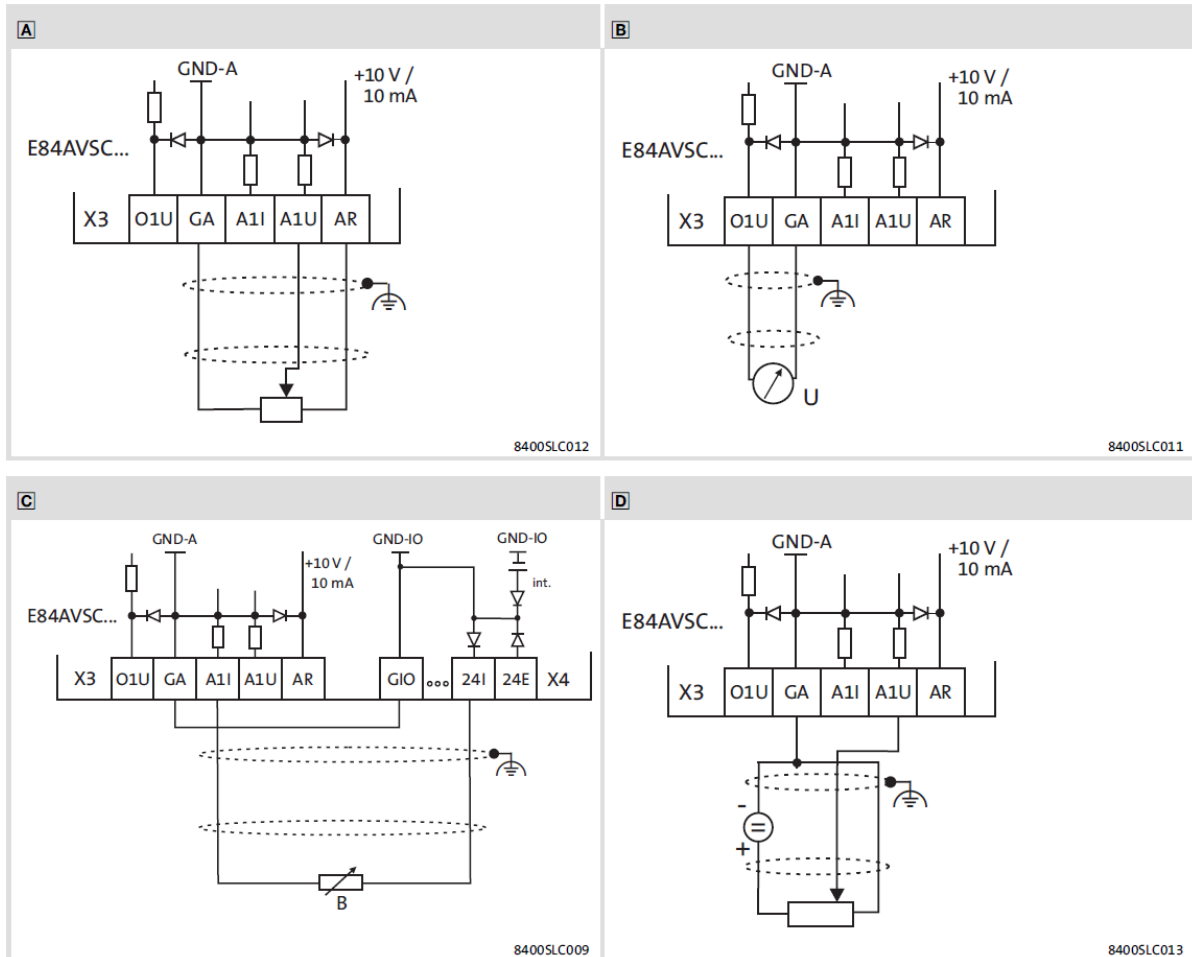 A
GND-A
+10 V /
10 mA
E84AVSC...
X3 O1U GA A1I A1U AR
8400SLC012
B
GND-A
+10 V /
10 mA
E84AVSC...
X3 O1U GA A1I A1U AR
U
8400SLC011
C
GND-A GND-IO GND-IO
+10 V /
10 mA
int.
E84AVSC...
X3 O1U GA A1I A1U AR GIO 24I 24E X4
B
8400SLC009
D
GND-A
+10 V /
10 mA
E84AVSC...
X3 O1U GA A1I A1U AR
-
=
+
8400SLC013